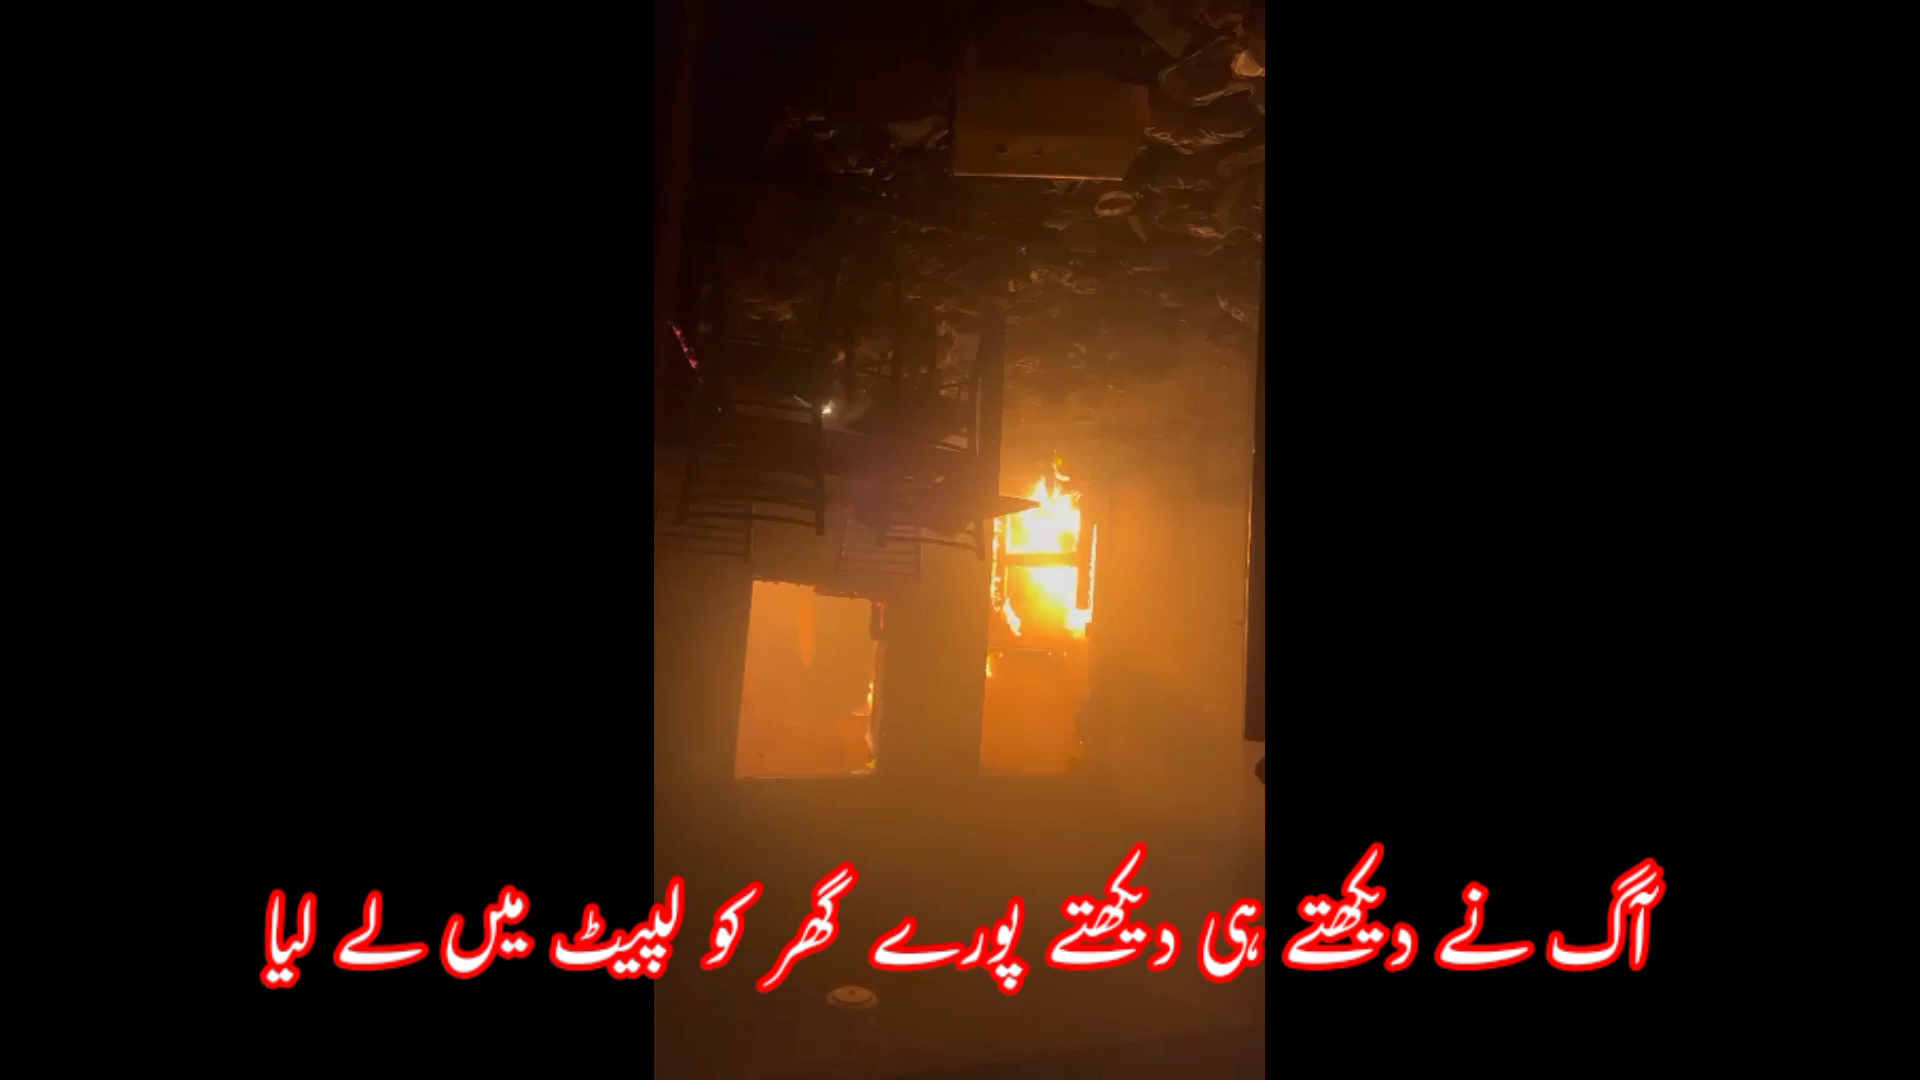 آگ نے دیکھتے ہی دیکھتے پورے گھر کو لپیٹ میں لے لیا